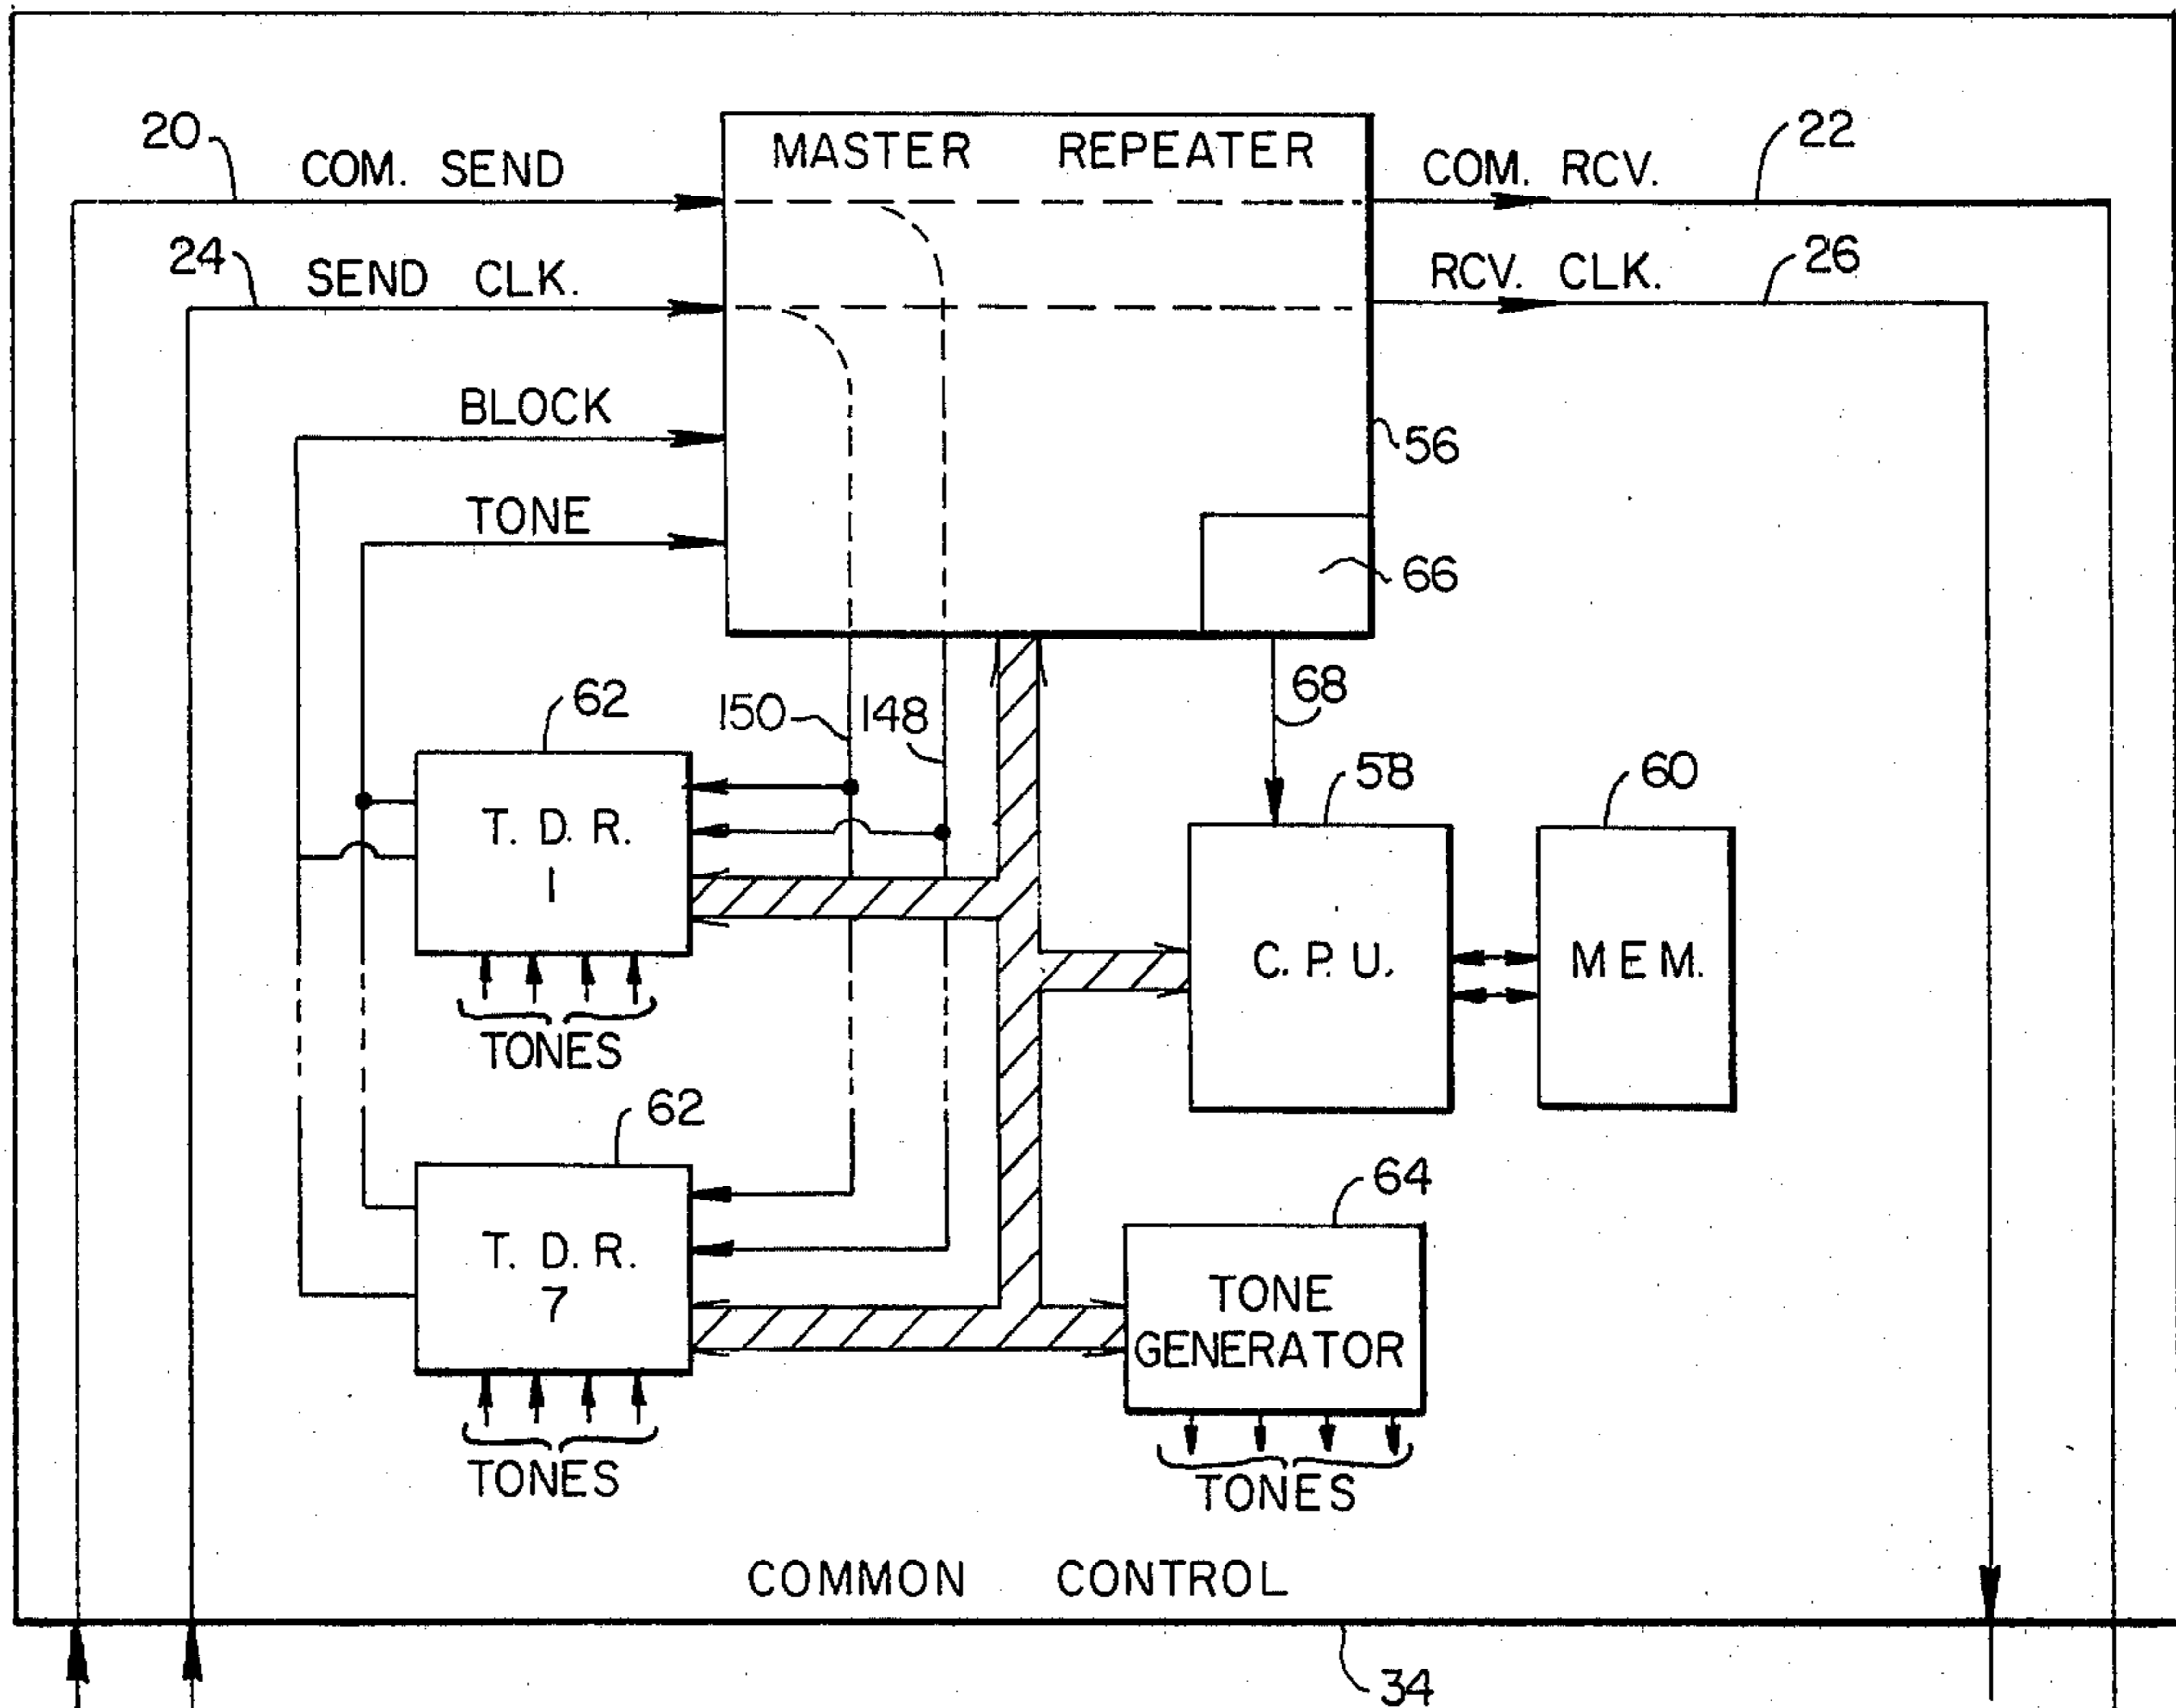 MASTER REPEATER
20
COM. SEND
COM. RCV.
22
24
SEND CLK.
RCV. CLK.
26
BLOCK
56
TONE
66
62
150
148
68
58
60
T. D. R.
1
C. P. U.
MEM.
TONES
62
64
T. D. R.
7
TONE
GENERATOR
TONES
TONES
COMMON CONTROL
34